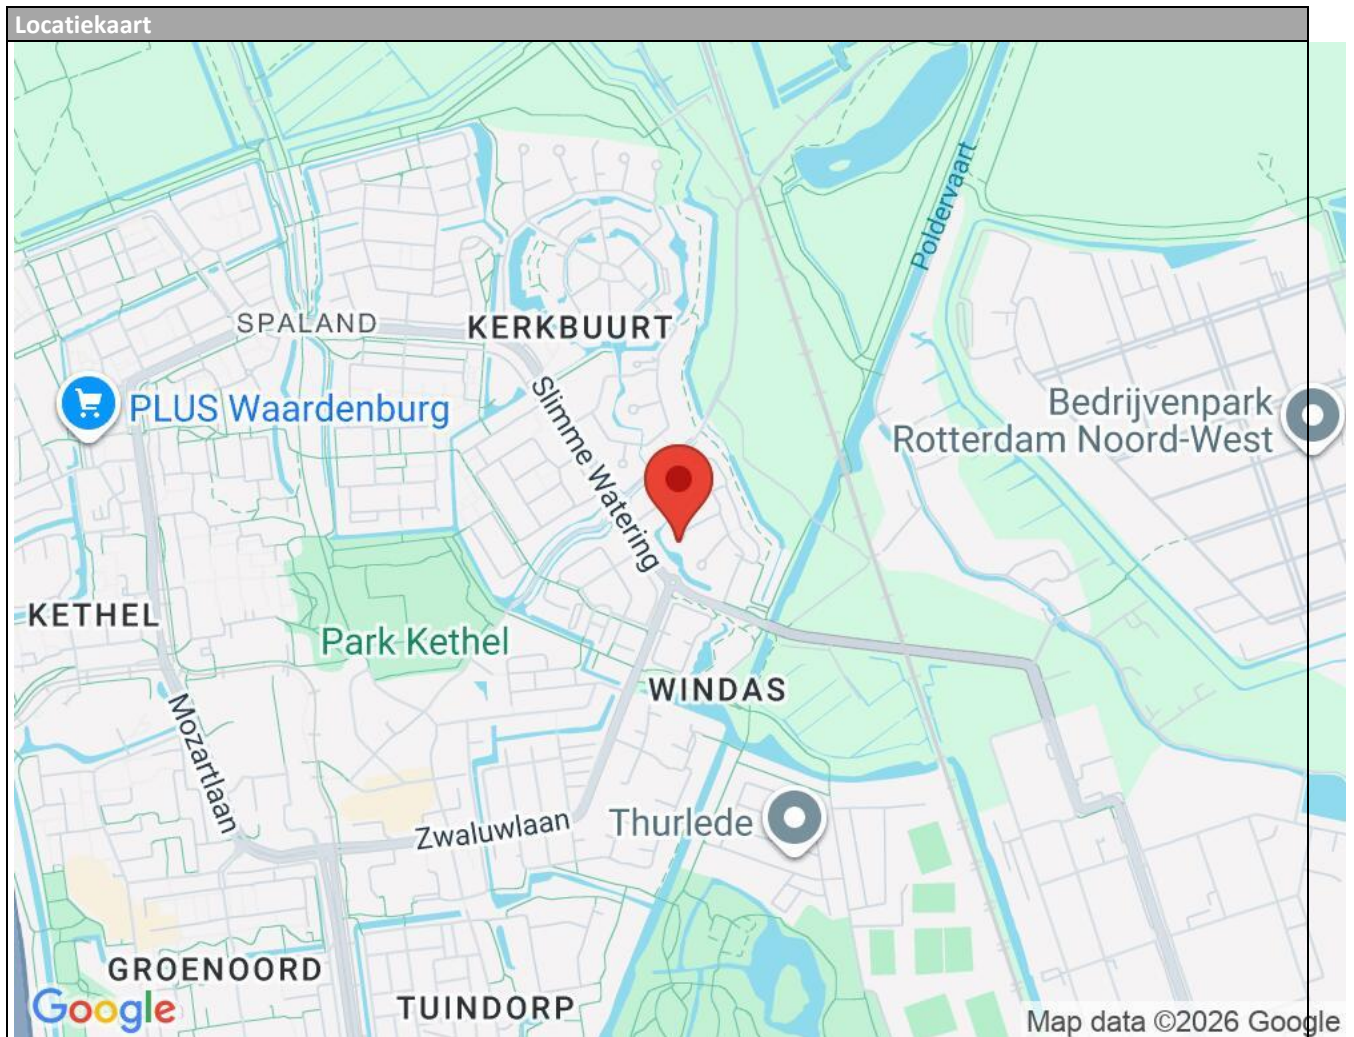 Locatiekaart
Poldervaart
SPALAND
KERKBUURT
PLUS Waardenburg
Slimme Watering
Bedrijvenpark
Rotterdam Noord-West
KETHEL
Park Kethel
WINDAS
Mozartlaan
Zwaluwlaan
Thurlede
GROENOORD
TUINDORP
Google
Map data ©2026 Google